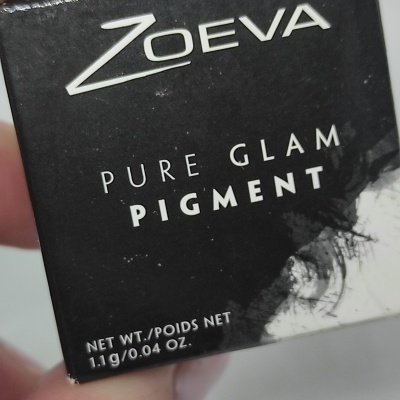 ZOEVA
PURE GLAM
PIGMENT
NET WT./POIDS NET
1.1g/0.04 OZ.